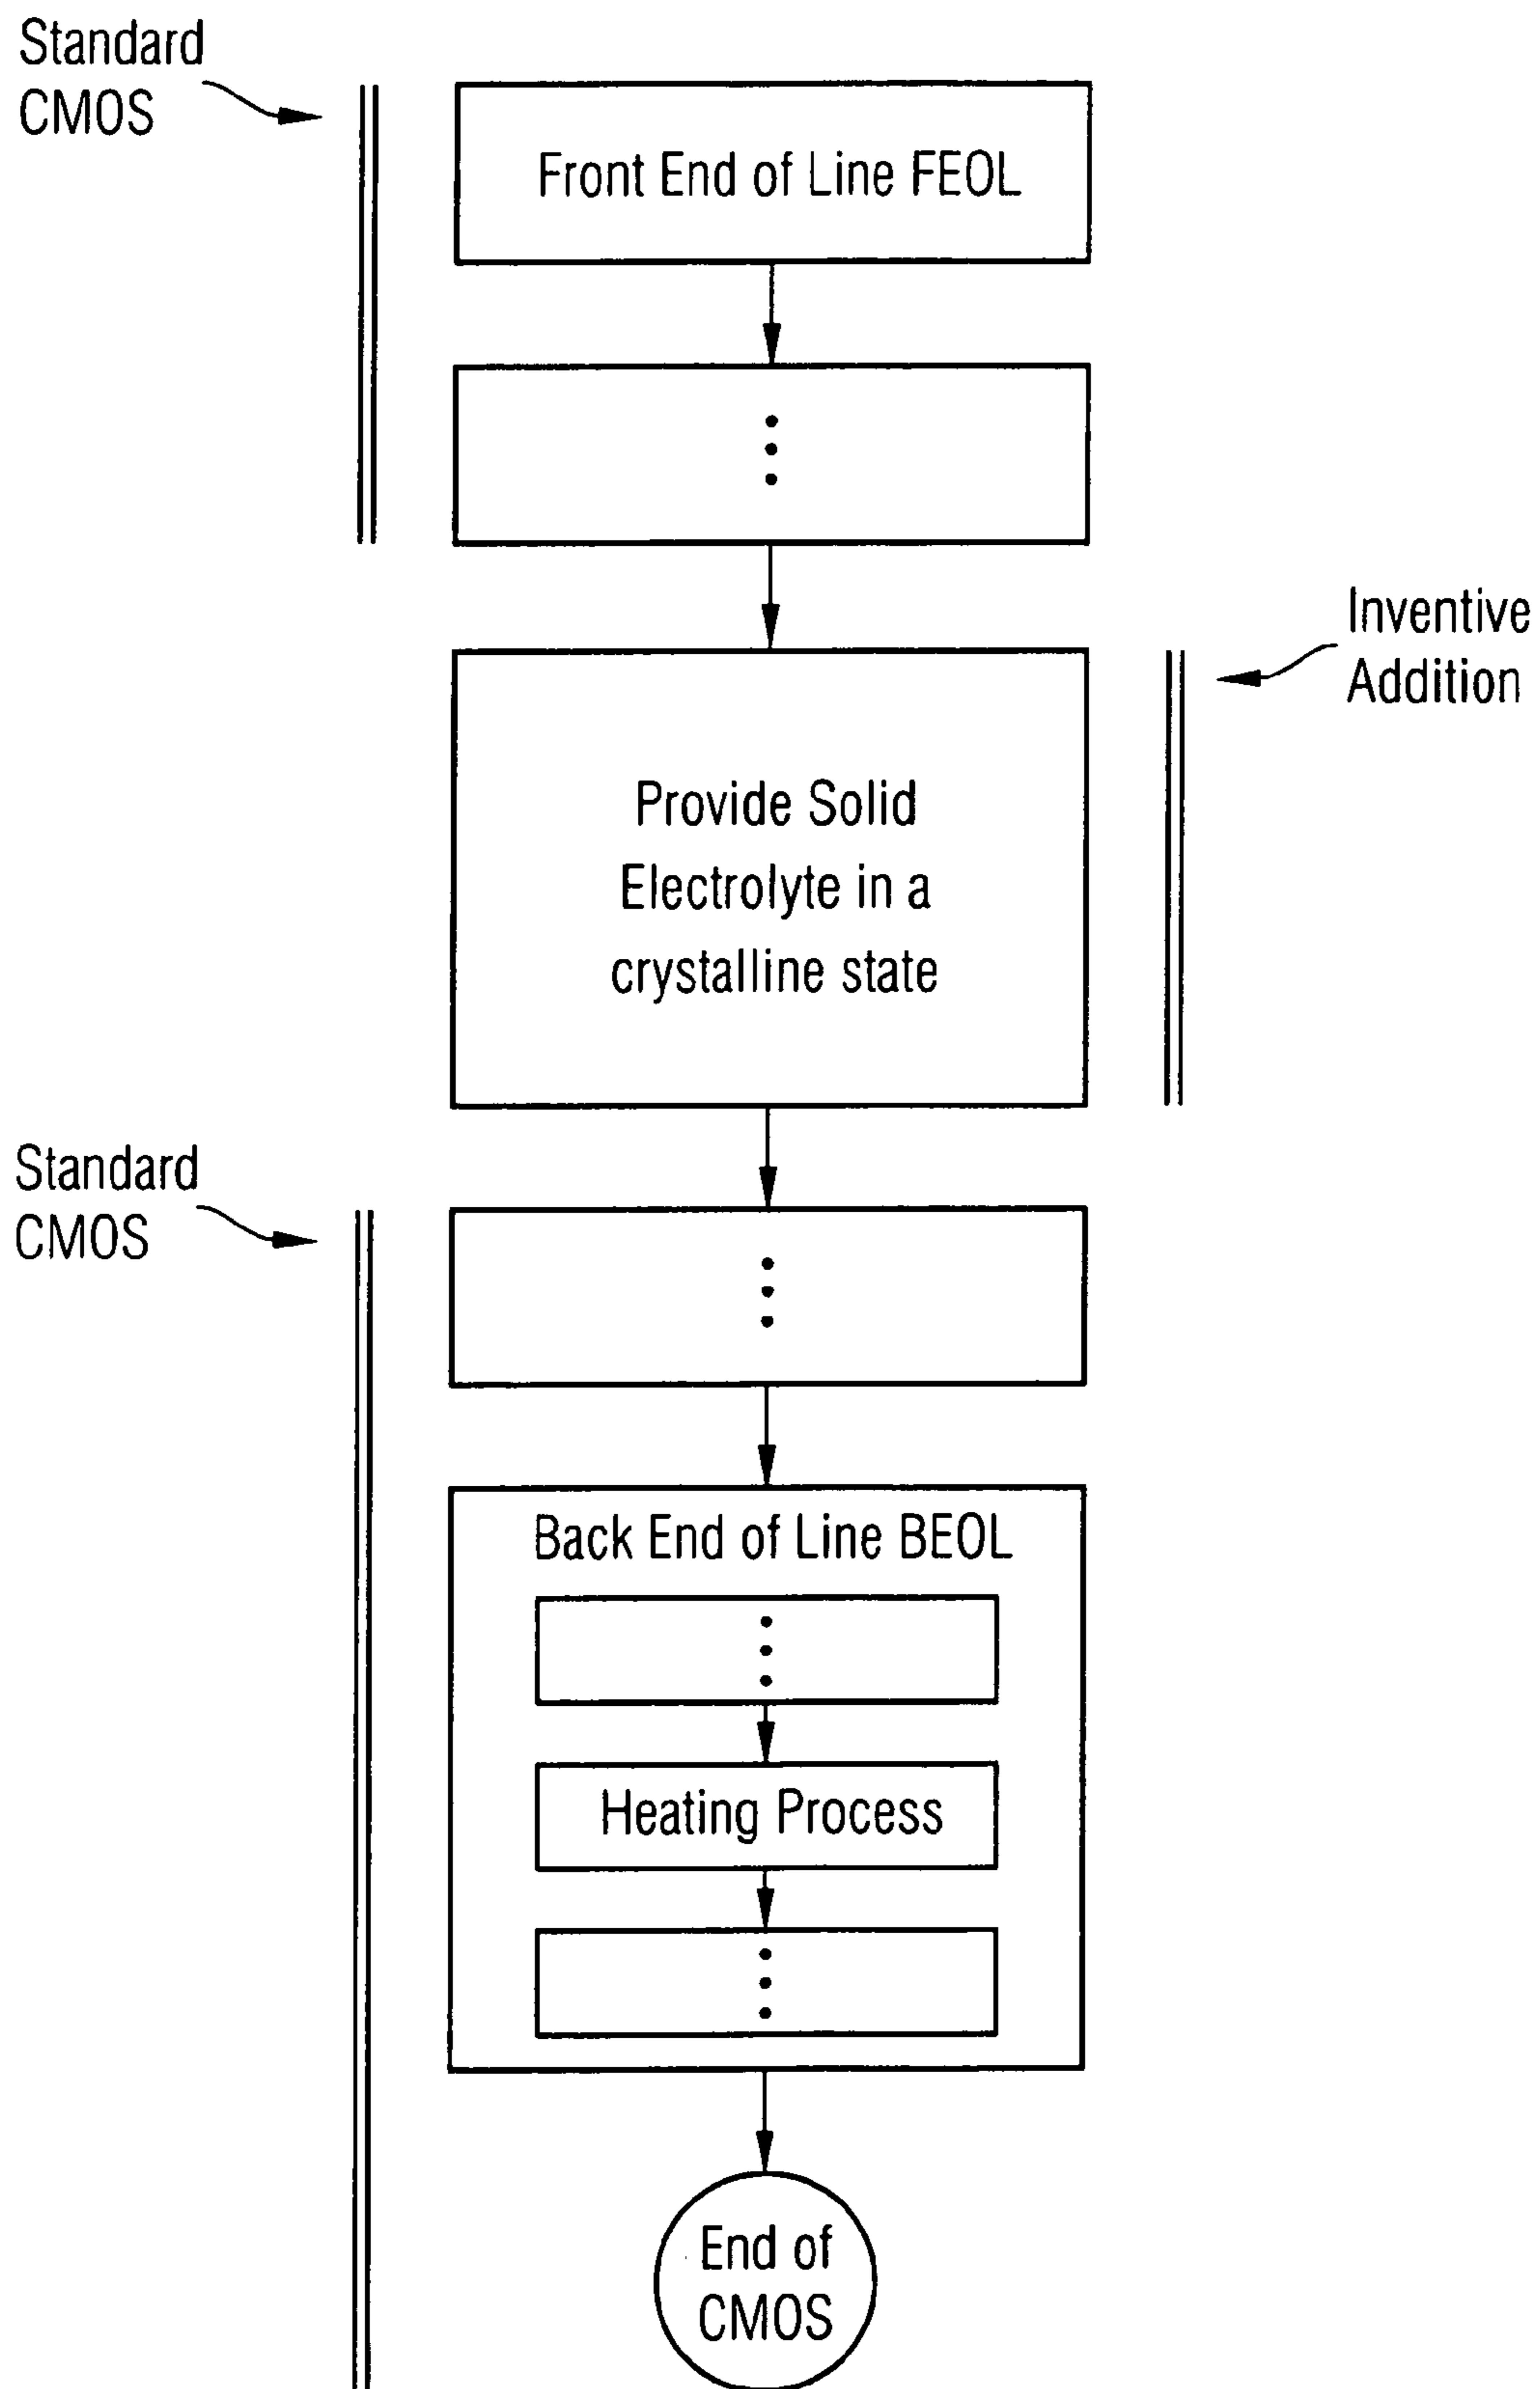 Standard
CMOS
Front End of Line FEOL
Inventive
Addition
Provide Solid
Electrolyte in a
crystalline state
Standard
CMOS
Back End of Line BEOL
Heating Process
End of
CMOS